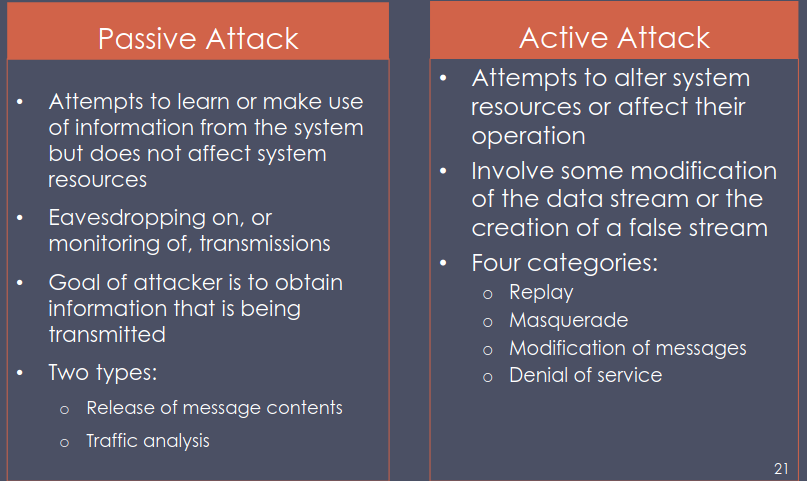 Passive Attack
• Attempts to learn or make use
of information from the system
but does not affect system
resources
• Eavesdropping on, or
monitoring of, transmissions
• Goal of attacker is to obtain
information that is being
transmitted
• Two types:
o Release of message contents
o Traffic analysis
Active Attack
• Attempts to alter system
resources or affect their
operation
• Involve some modification
of the data stream or the
creation of a false stream
• Four categories:
o Replay
o Masquerade
o Modification of messages
o Denial of service
21